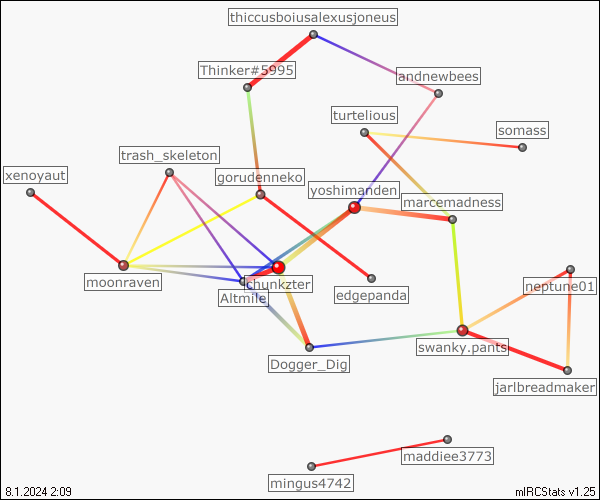 thiccusboiusalexusjoneus
Thinker#5995
andnewbees
turtelious
somass
trash_skeleton
xenoyaut
gorudenneko
yoshimanden
marcomadness
moonraven
chunkzter
Altmile
edgepanda
neptune01
swanky.pants
Dogger_Dig
jarlbreadmaker
maddiee3773
mingus4742
8.1.2024 2:09
mIRCStats v1.25